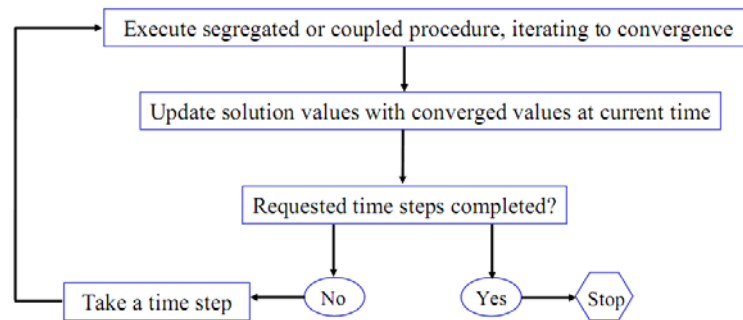 Execute segregated or coupled procedure, iterating to convergence
Update solution values with converged values at current time
Requested time steps completed?
Take a time step
No
Yes
Stop